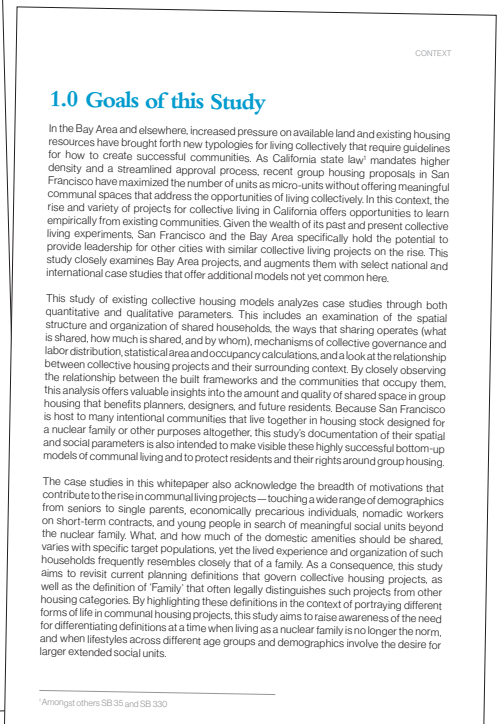 CONTEXT
1.0 Goals of this Study
In the Bay Area and elsewhere, increased pressure on available land and existing housing
resources have brought forth new typologies for living collectively that require guidelines
for how to create successful communities. As California state law¹ mandates higher
density and a streamlined approval process, recent group housing proposals in San
Francisco have maximized the number of units as micro-units without offering meaningful
communal spaces that address the opportunities of living collectively. In this context, the
rise and variety of projects for collective living in California offers opportunities to learn
empirically from existing communities. Given the wealth of its past and present collective
living experiments, San Francisco and the Bay Area specifically hold the potential to
provide leadership for other cities with similar collective living projects on the rise. This
study closely examines Bay Area projects, and augments them with select national and
international case studies that offer additional models not yet common here.
This study of existing collective housing models analyzes case studies through both
quantitative and qualitative parameters. This includes an examination of the spatial
structure and organization of shared households, the ways that sharing operates (what
is shared, how much is shared, and by whom), mechanisms of collective governance and
labor distribution, statistical area and occupancy calculations, and a look at the relationship
between collective housing projects and their surrounding context. By closely observing
the relationship between the built frameworks and the communities that occupy them,
this analysis offers valuable insights into the amount and quality of shared space in group
housing that benefits planners, designers, and future residents. Because San Francisco
is host to many intentional communities that live together in housing stock designed for
a nuclear family or other purposes altogether, this study's documentation of their spatial
and social parameters is also intended to make visible these highly successful bottom-up
models of communal living and to protect residents and their rights around group housing.
The case studies in this whitepaper also acknowledge the breadth of motivations that
contribute to the rise in communal living projects — touching a wide range of demographics
from seniors to single parents, economically precarious individuals, nomadic workers
on short-term contracts, and young people in search of meaningful social units beyond
the nuclear family. What, and how much of the domestic amenities should be shared,
varies with specific target populations, yet the lived experience and organization of such
households frequently resembles closely that of a family. As a consequence, this study
aims to revisit current planning definitions that govern collective housing projects, as
well as the definition of 'Family' that often legally distinguishes such projects from other
housing categories. By highlighting these definitions in the context of portraying different
forms of life in communal housing projects, this study aims to raise awareness of the need
for differentiating definitions at a time when living as a nuclear family is no longer the norm,
and when lifestyles across different age groups and demographics involve the desire for
larger extended social units.
¹ Amongst others SB 35 and SB 330